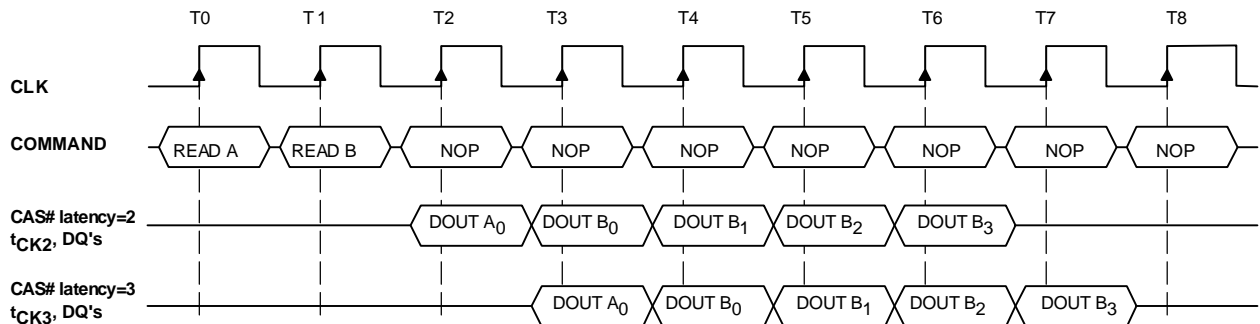 T0 T1 T2 T3 T4 T5 T6 T7 T8
CLK
COMMAND READ A READ B NOP NOP NOP NOP NOP NOP NOP
CAS# latency=2
tCK2, DQ's DOUT A0 DOUT B0 DOUT B1 DOUT B2 DOUT B3
CAS# latency=3
tCK3, DQ's DOUT A0 DOUT B0 DOUT B1 DOUT B2 DOUT B3